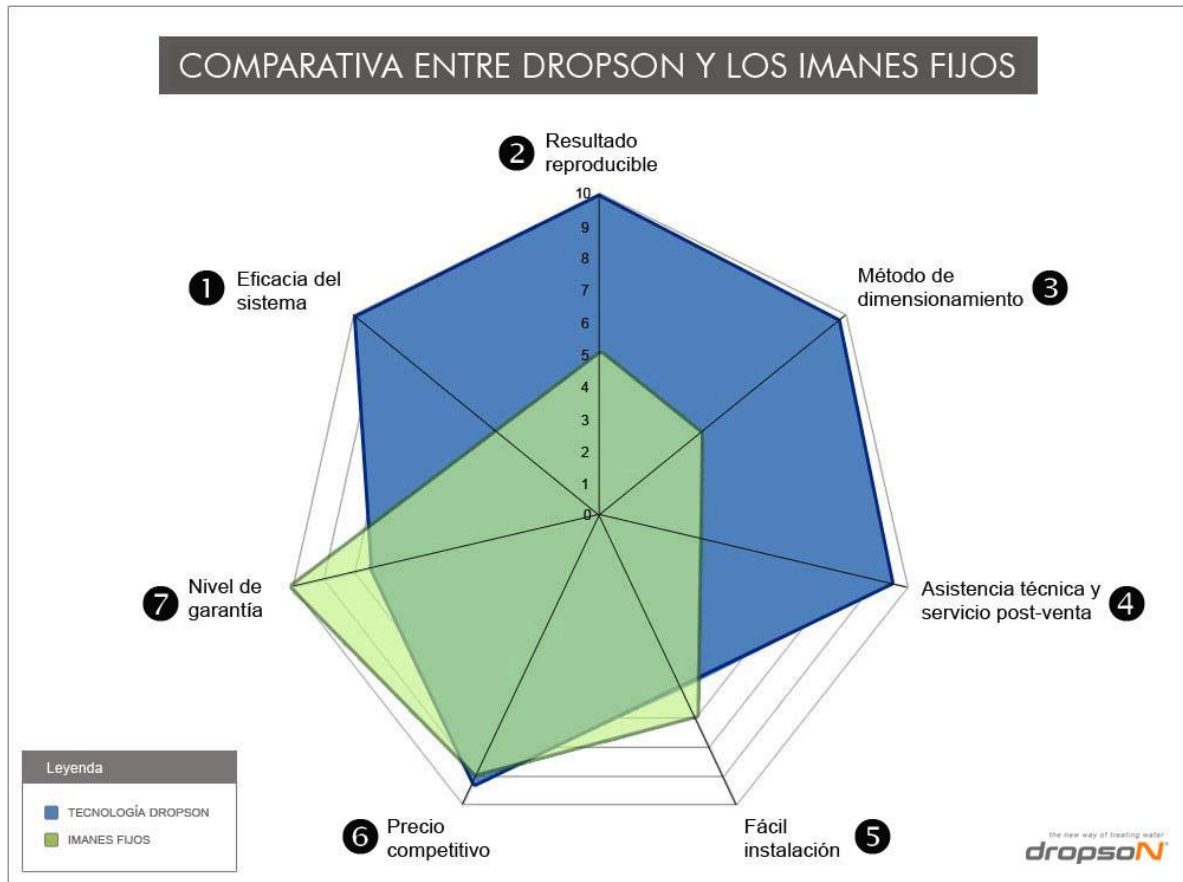 COMPARATIVA ENTRE DROPSON Y LOS IMANES FIJOS
1
Eficacia del
sistema
2
Resultado
reproducible
3
Método de
dimensionamiento
4
Asistencia técnica y
servicio post-venta
5
Fácil
instalación
6
Precio
competitivo
7
Nivel de
garantía
10
9
8
7
6
5
4
3
2
1
0
Leyenda
TECNOLOGÍA DROPSON
IMANES FIJOS
the new way of treating water
dropsoN